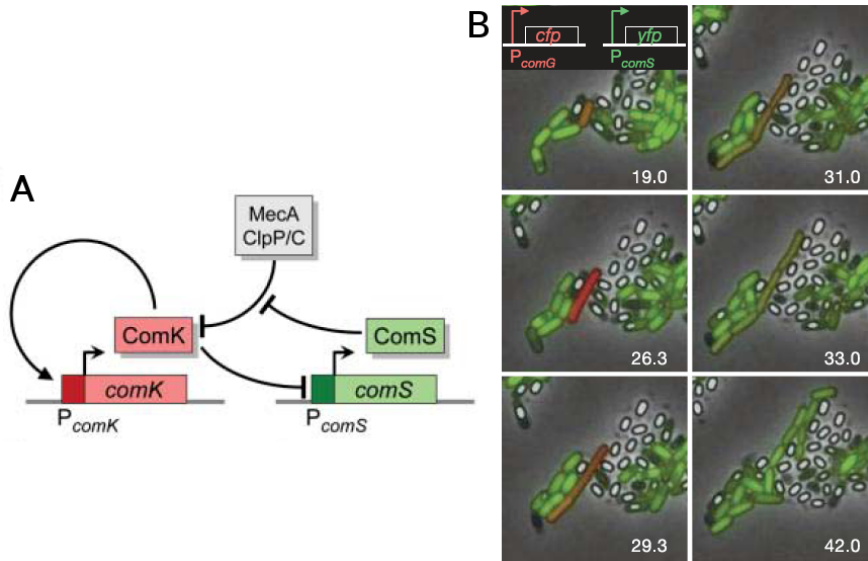 A
MecA
ClpP/C
ComK
ComS
comK
comS
PcomK
PcomS
B
cfp
yfp
PcomG
PcomS
19.0
31.0
26.3
33.0
29.3
42.0